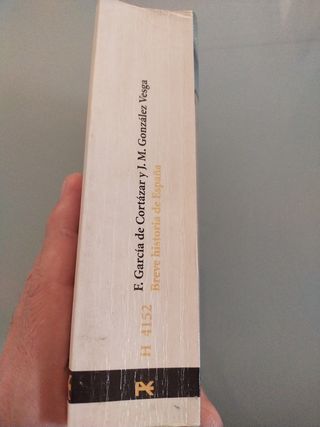 F. García de Cortázar y J. M. González Vesga
Breve historia de España
H 4152